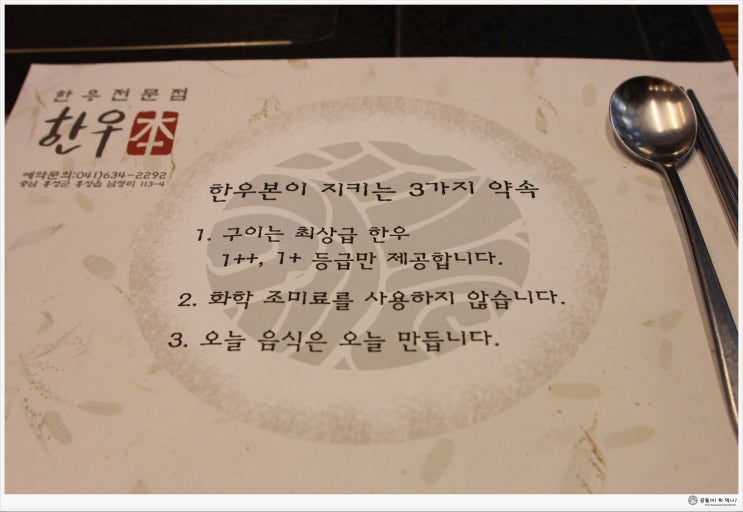 한우전문점
한우本
예약문의:041)634-2292
충남 홍성군 홍성읍 남장리 113-4
한우본이 지키는 3가지 약속
1. 구이는 최상급 한우
1++, 1+ 등급만 제공합니다.
2. 화학 조미료를 사용하지 않습니다.
3. 오늘 음식은 오늘 만듭니다.